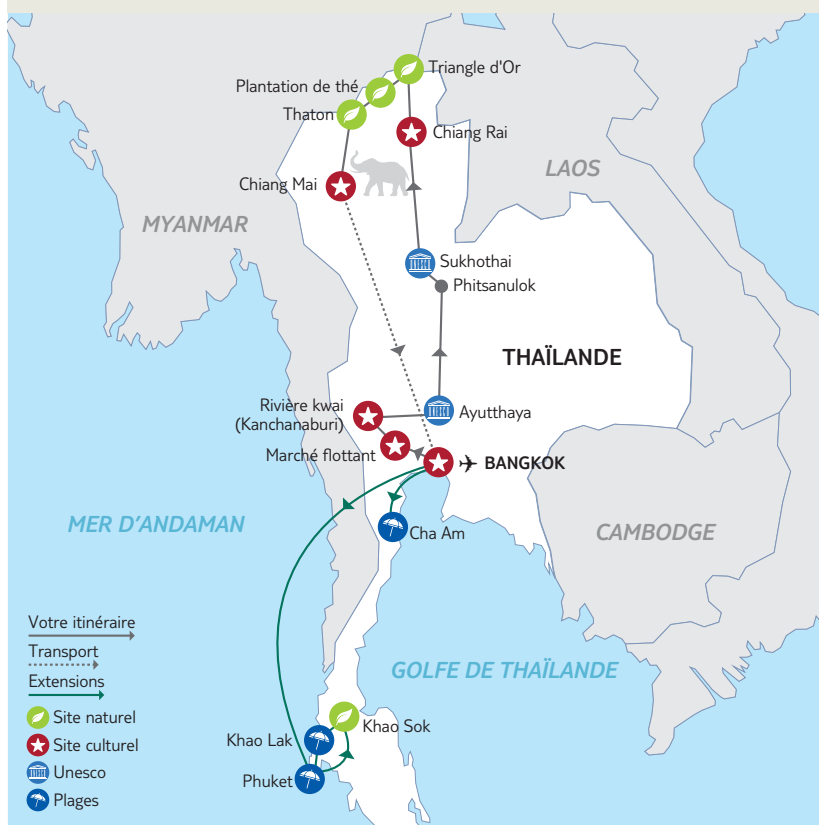 Triangle d'Or
Plantation de thé
Thaton
Chiang Rai
Chiang Mai
LAOS
MYANMAR
Sukhothai
Phitsanulok
THAÏLANDE
Rivière kwai
(Kanchanaburi)
UNESCO
Ayutthaya
Marché flottant
BANGKOK
MER D'ANDAMAN
Cha Am
CAMBODGE
Votre itinéraire
Transport
Extensions
GOLFE DE THAÏLANDE
Site naturel
Site culturel
Unesco
Plages
Khao Sok
Khao Lak
Phuket